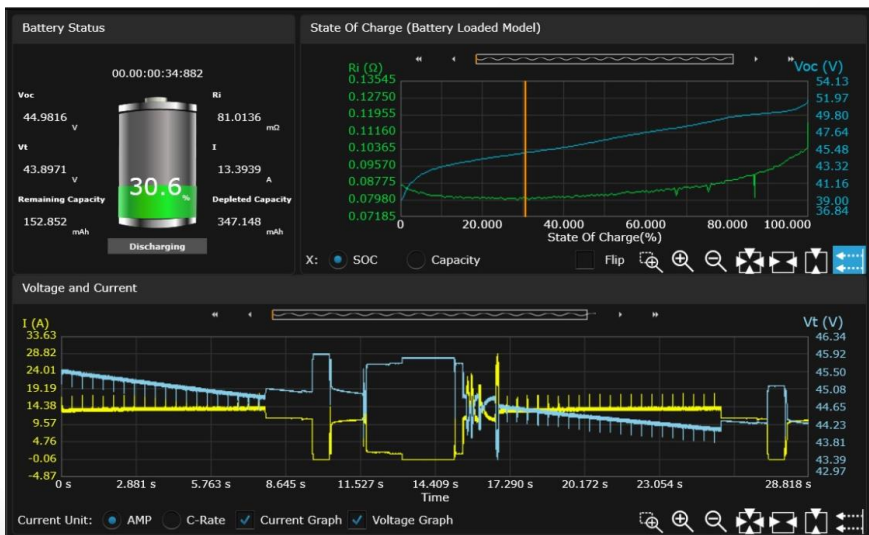 Battery Status
00.00:00:34:882
Voc
44.9816 V
Ri
81.0136 mΩ
Vt
43.8971 V
I
13.3939 A
30.6%
Remaining Capacity
152.852 mAh
Depleted Capacity
347.148 mAh
Discharging
State Of Charge (Battery Loaded Model)
Ri (Ω)
0.13545
0.12750
0.11955
0.11160
0.10365
0.09570
0.08775
0.07980
0.07185
Voc (V)
54.13
51.97
49.80
47.64
45.48
43.32
41.16
39.00
36.84
0 20.000 40.000 60.000 80.000 100.000
State Of Charge(%)
X: SOC Capacity Flip
Voltage and Current
I (A)
33.63
28.82
24.01
19.19
14.38
9.57
4.76
-0.06
-4.87
Vt (V)
46.34
45.92
45.50
45.08
44.65
44.23
43.81
43.39
42.97
0 s 2.881 s 5.763 s 8.645 s 11.527 s 14.409 s 17.290 s 20.172 s 23.054 s 28.818 s
Time
Current Unit: AMP C-Rate Current Graph Voltage Graph